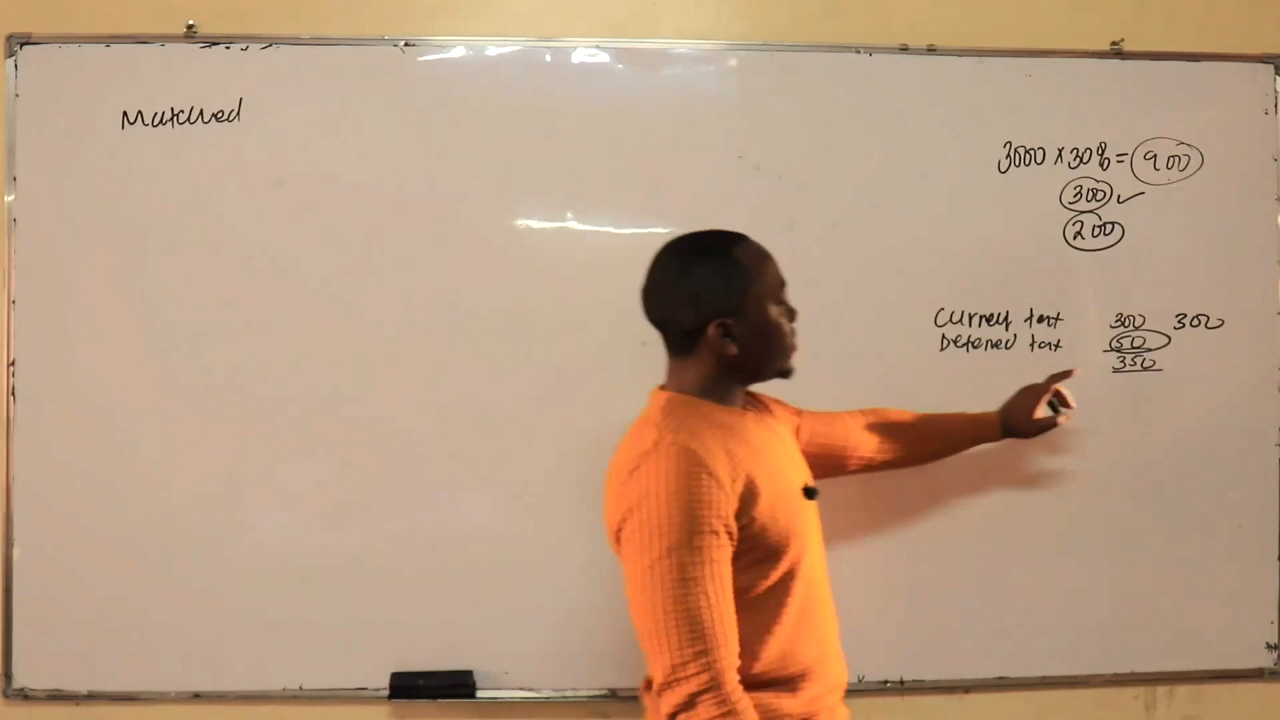 Matched
3000 x 30% = 900
300 ✓
200
Current tax 300 300
Deferred tax 50
350